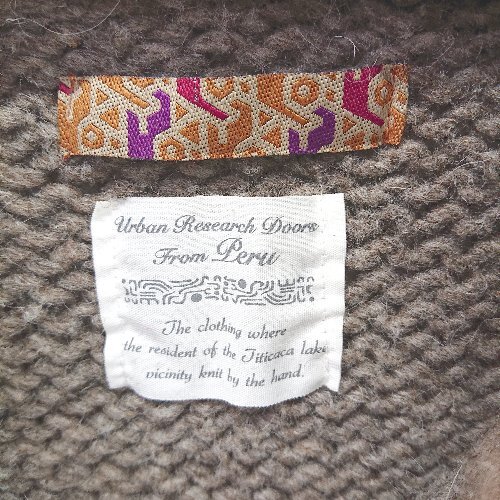 Urban Research Doors
From Peru
The clothing where
the resident of the Titicaca lake
vicinity knit by the hand.